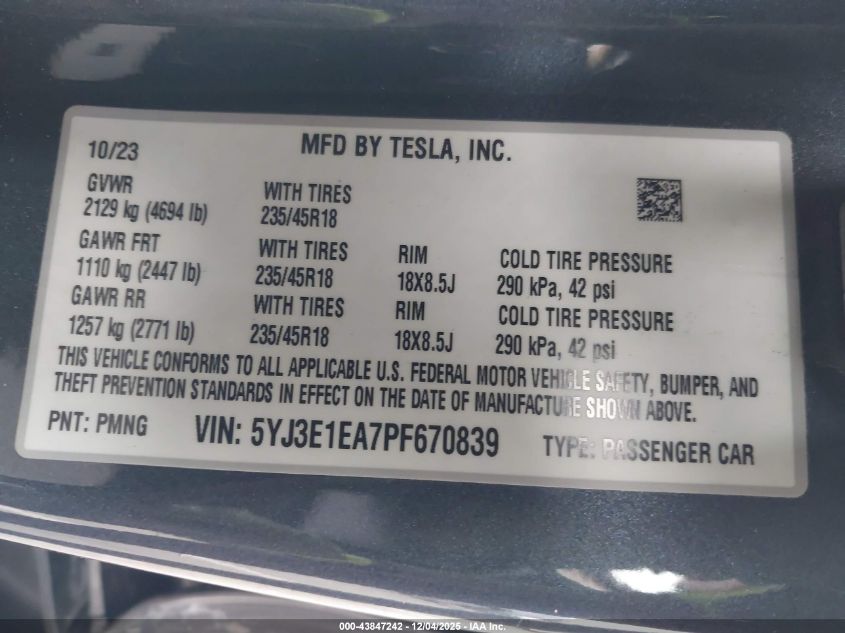 10/23 MFD BY TESLA, INC.
GVWR WITH TIRES
2129 kg (4694 lb) 235/45R18
GAWR FRT WITH TIRES RIM COLD TIRE PRESSURE
1110 kg (2447 lb) 235/45R18 18X8.5J 290 kPa, 42 psi
GAWR RR WITH TIRES RIM COLD TIRE PRESSURE
1257 kg (2771 lb) 235/45R18 18X8.5J 290 kPa, 42 psi
THIS VEHICLE CONFORMS TO ALL APPLICABLE U.S. FEDERAL MOTOR VEHICLE SAFETY, BUMPER, AND
THEFT PREVENTION STANDARDS IN EFFECT ON THE DATE OF MANUFACTURE SHOWN ABOVE.
PNT: PMNG VIN: 5YJ3E1EA7PF670839 TYPE: PASSENGER CAR
000-43847242 - 12/04/2025 - IAA Inc.